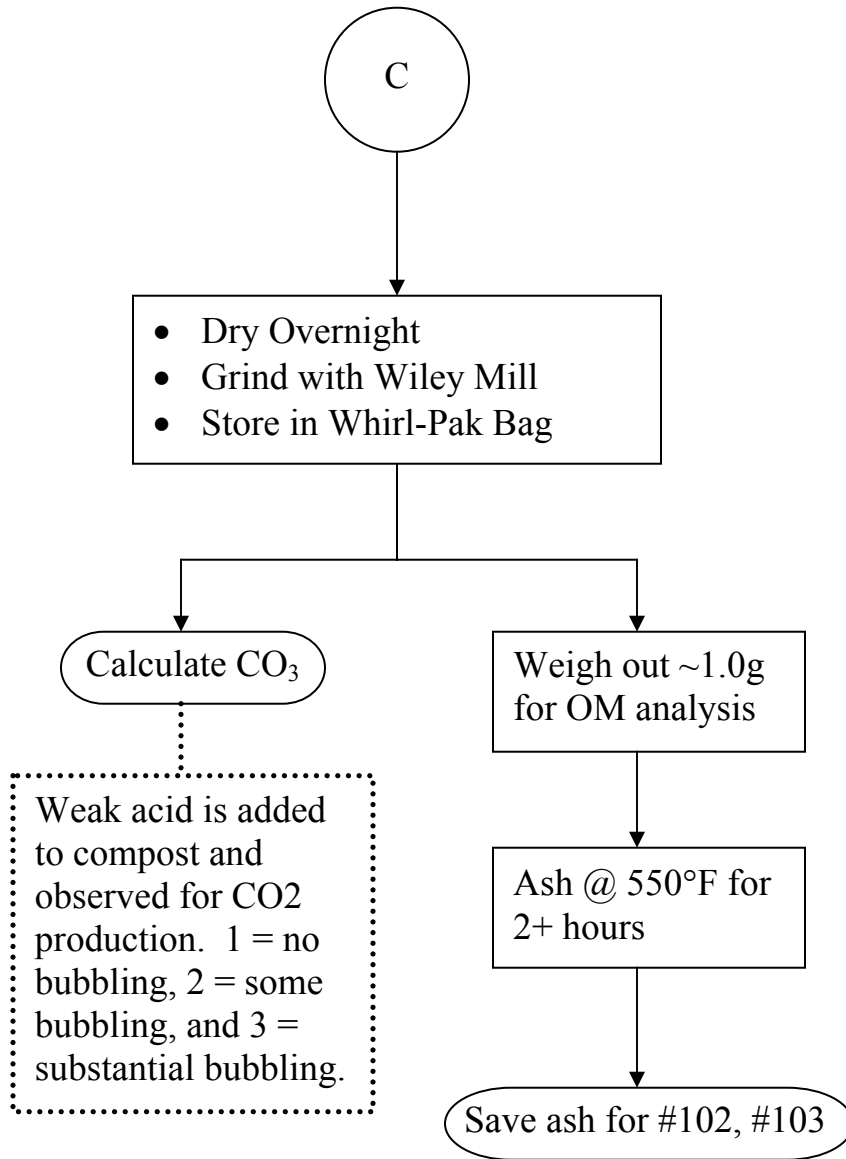 C
• Dry Overnight
• Grind with Wiley Mill
• Store in Whirl-Pak Bag
Calculate CO₃
Weak acid is added
to compost and
observed for CO2
production.  1 = no
bubbling, 2 = some
bubbling, and 3 =
substantial bubbling.
Weigh out ~1.0g
for OM analysis
Ash @ 550°F for
2+ hours
Save ash for #102, #103